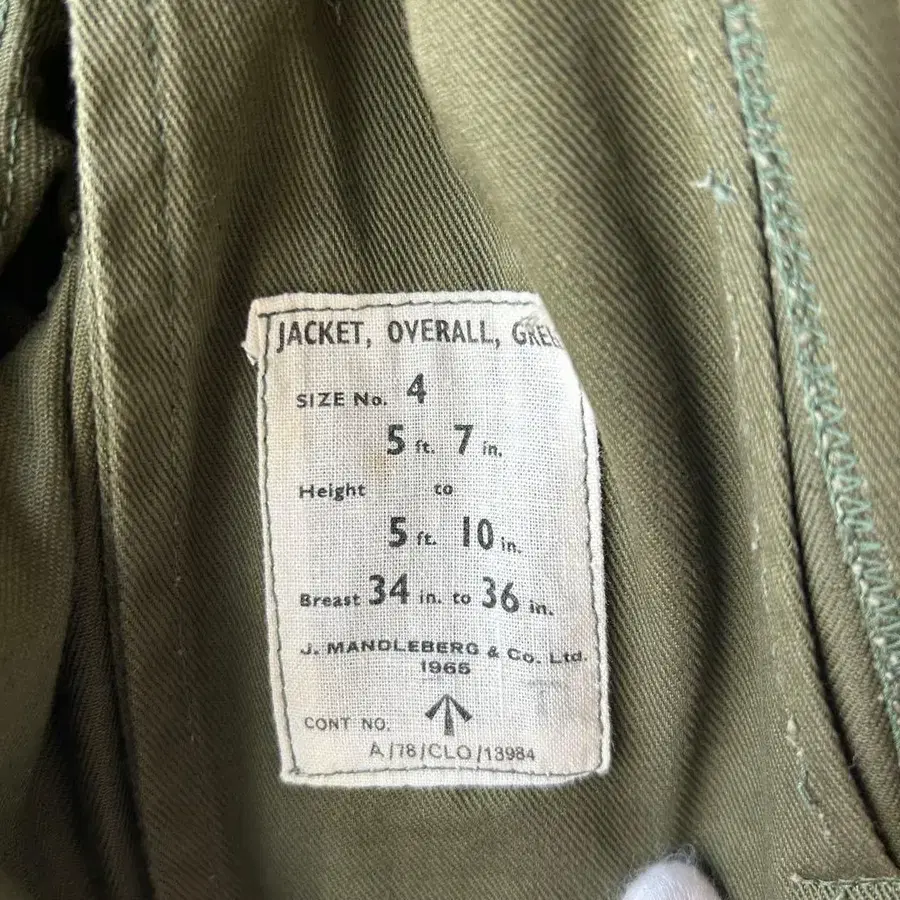 JACKET, OVERALL, GREE
SIZE No. 4
5 ft. 7 in.
Height to
5 ft. 10 in.
Breast 34 in. to 36 in.
J. MANDLEBERG & Co. Ltd.
1965
CONT NO.
A/78/CLO/13984